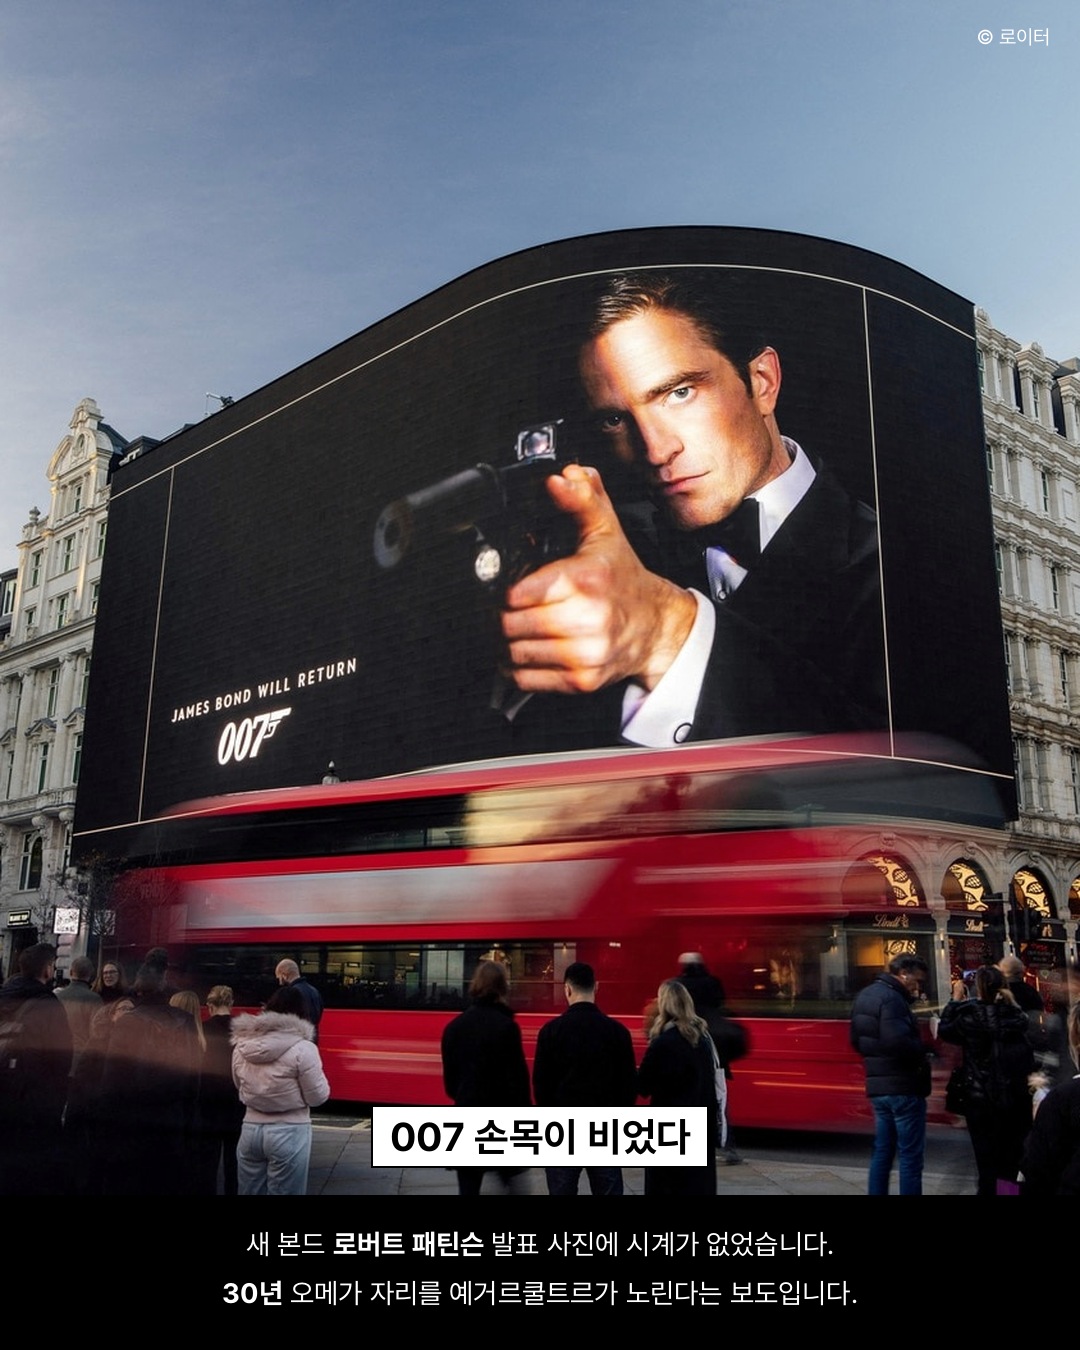 © 로이터
JAMES BOND WILL RETURN
007
Lindt
Lindt
007 손목이 비었다
새 본드 로버트 패틴슨 발표 사진에 시계가 없었습니다.
30년 오메가 자리를 예거르쿨트르가 노린다는 보도입니다.